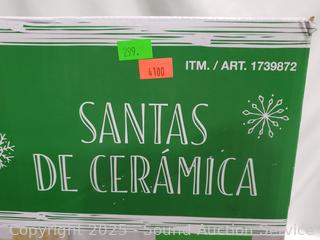 299.
4100
ITM. / ART. 1739872
SANTAS
DE CERÁMICA
Copyright 2025 - Sound Auction Service